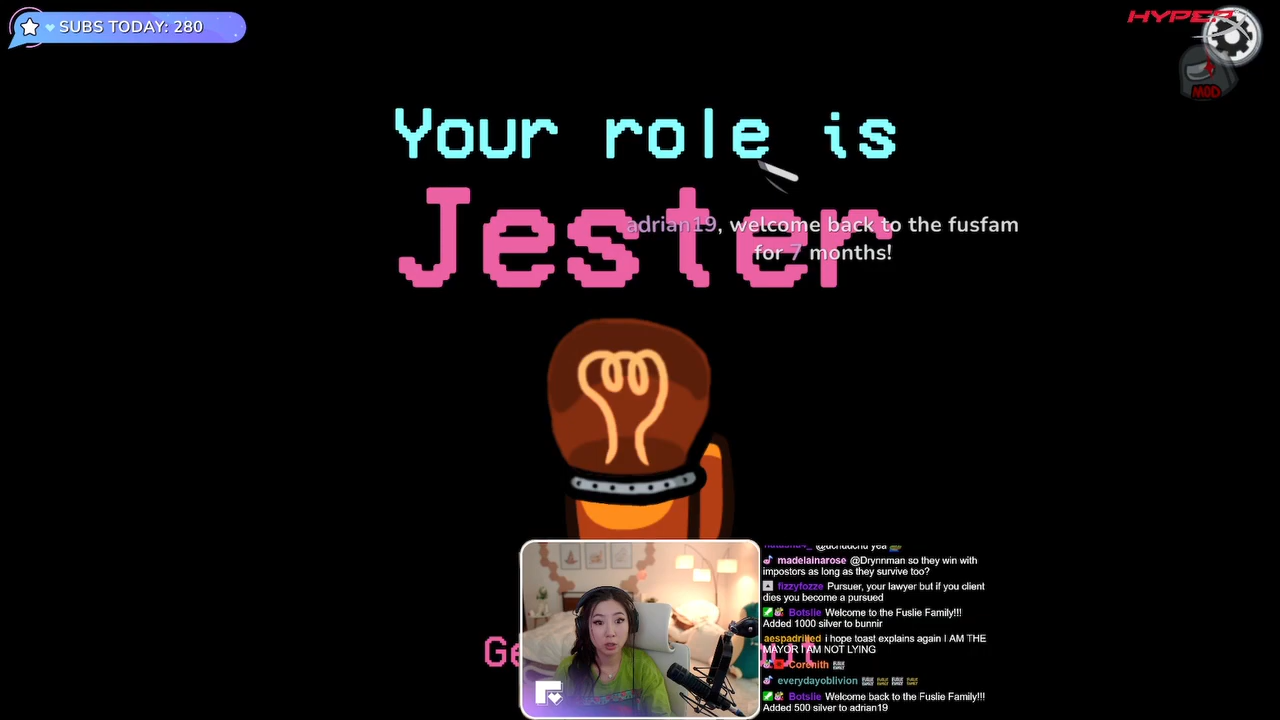 SUBS TODAY: 280
HYPER
MOD
Your role is
Jester
adrian19, welcome back to the fusfam
for 7 months!
@uchuuchu yea
madelainarose @Drynnman so they win with
impostors as long as they survive too?
fizzyfozze Pursuer, your lawyer but if you client
dies you become a pursued
Botslie Welcome to the Fuslie Family!!!
Added 1000 silver to bunnir
aespadrilled i hope toast explains again I AM THE
MAYOR I AM NOT LYING
Corenith
everydayoblivion
Botslie Welcome back to the Fuslie Family!!!
Added 500 silver to adrian19